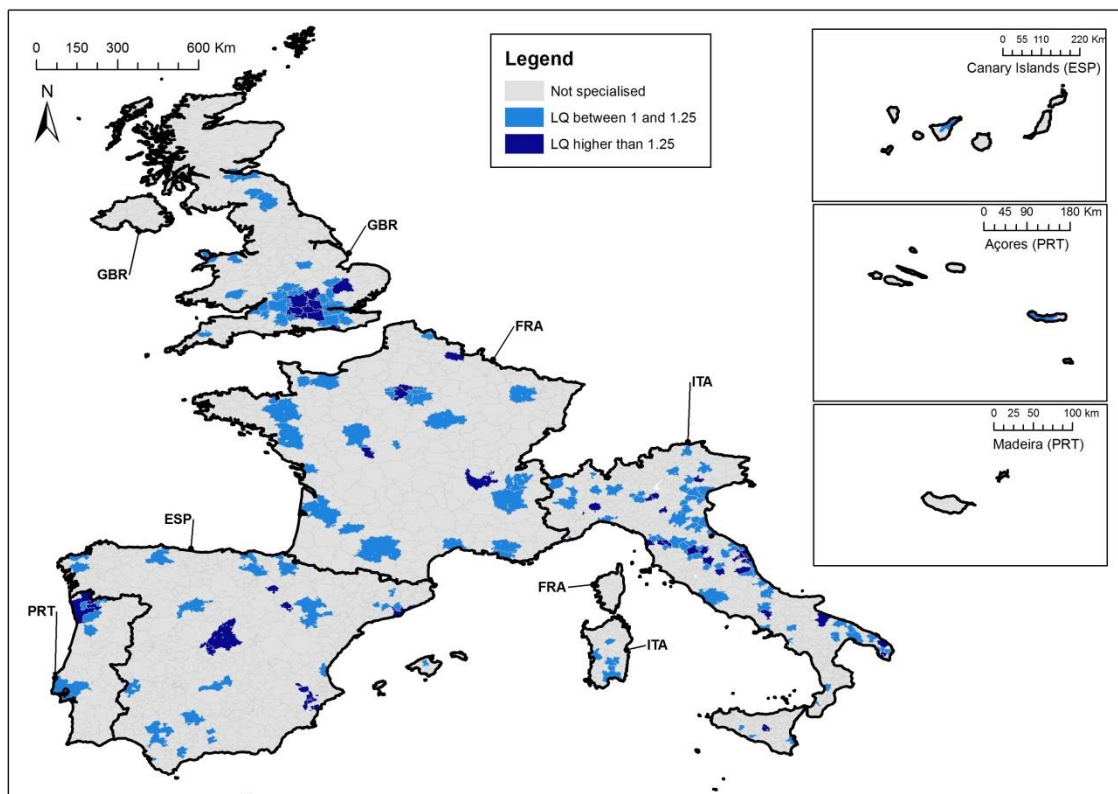 0 150 300 600 Km
N
Legend
Not specialised
LQ between 1 and 1.25
LQ higher than 1.25
0 55 110 220 Km
Canary Islands (ESP)
0 45 90 180 Km
Açores (PRT)
0 25 50 100 Km
Madeira (PRT)
GBR
GBR
FRA
ITA
ESP
FRA
PRT
ITA